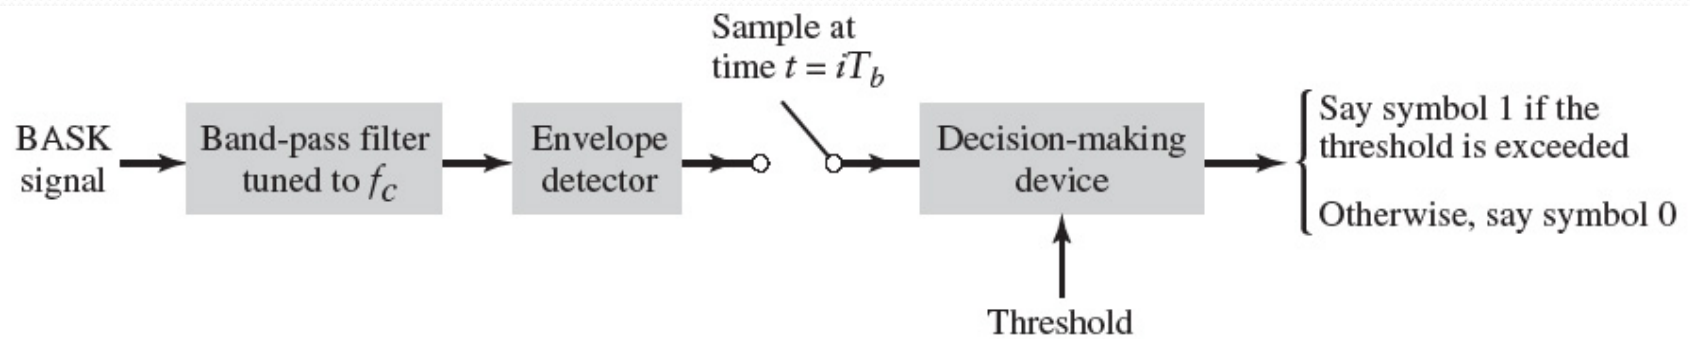 Sample at
time t = iT_b
BASK
signal
Band-pass filter
tuned to f_c
Envelope
detector
Decision-making
device
Say symbol 1 if the
threshold is exceeded
Otherwise, say symbol 0
Threshold